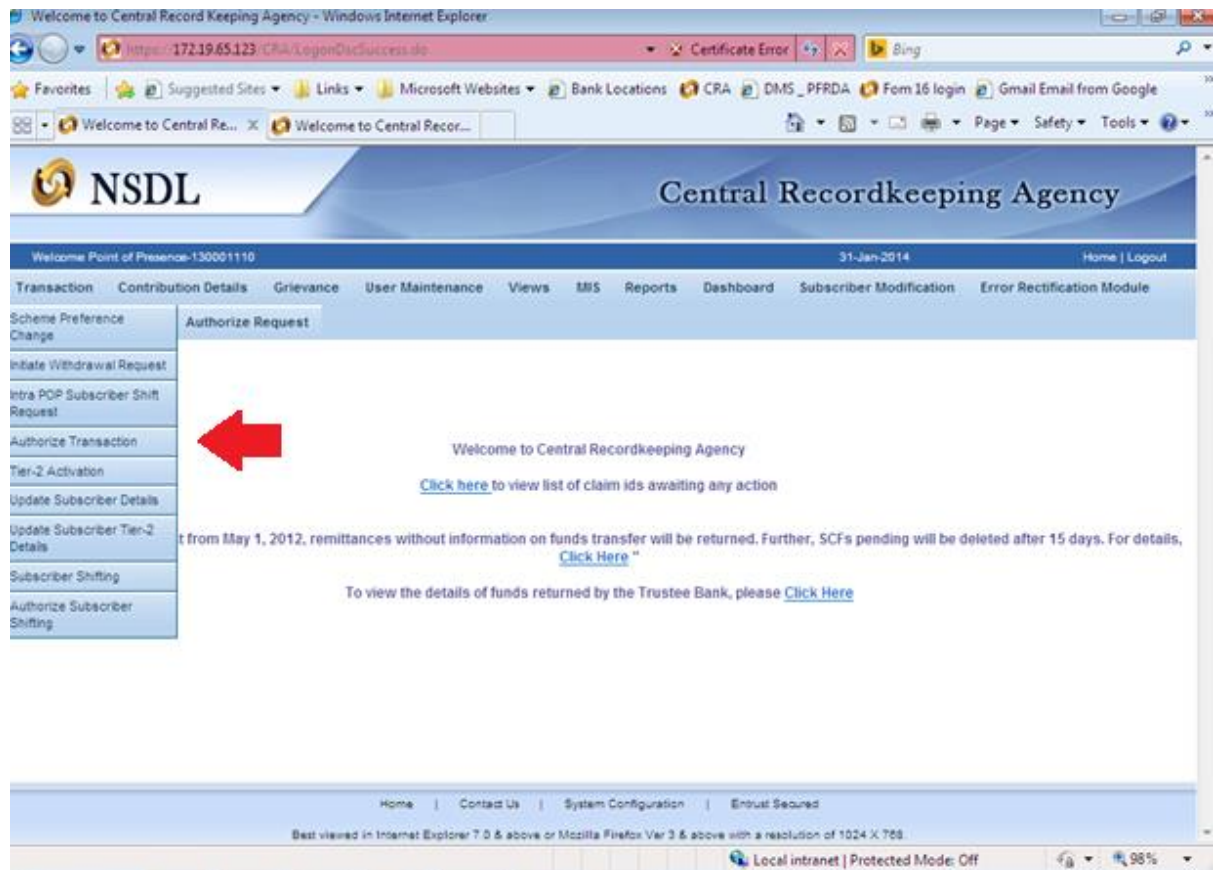 Welcome to Central Record Keeping Agency - Windows Internet Explorer
https://172.19.65.123/CRA/LogonDscSuccess.do Certificate Error Bing
Favorites Suggested Sites Links Microsoft Websites Bank Locations CRA DMS_PFRDA Fom 16 login Gmail Email from Google
Welcome to Central Re... Welcome to Central Recor... Page Safety Tools
NSDL Central Recordkeeping Agency
Welcome Point of Presence-130001110 31-Jan-2014 Home | Logout
Transaction Contribution Details Grievance User Maintenance Views MIS Reports Dashboard Subscriber Modification Error Rectification Module
Scheme Preference
Change
Authorize Request
Initiate Withdrawal Request
Intra POP Subscriber Shift
Request
Authorize Transaction
Tier-2 Activation
Update Subscriber Details
Update Subscriber Tier-2
Details
Subscriber Shifting
Authorize Subscriber
Shifting
Welcome to Central Recordkeeping Agency
Click here to view list of claim ids awaiting any action
t from May 1, 2012, remittances without information on funds transfer will be returned. Further, SCFs pending will be deleted after 15 days. For details,
Click Here "
To view the details of funds returned by the Trustee Bank, please Click Here
Home | Contact Us | System Configuration | Entrust Secured
Best viewed in Internet Explorer 7.0 & above or Mozilla Firefox Ver 3 & above with a resolution of 1024 X 768.
Local intranet | Protected Mode: Off 98%